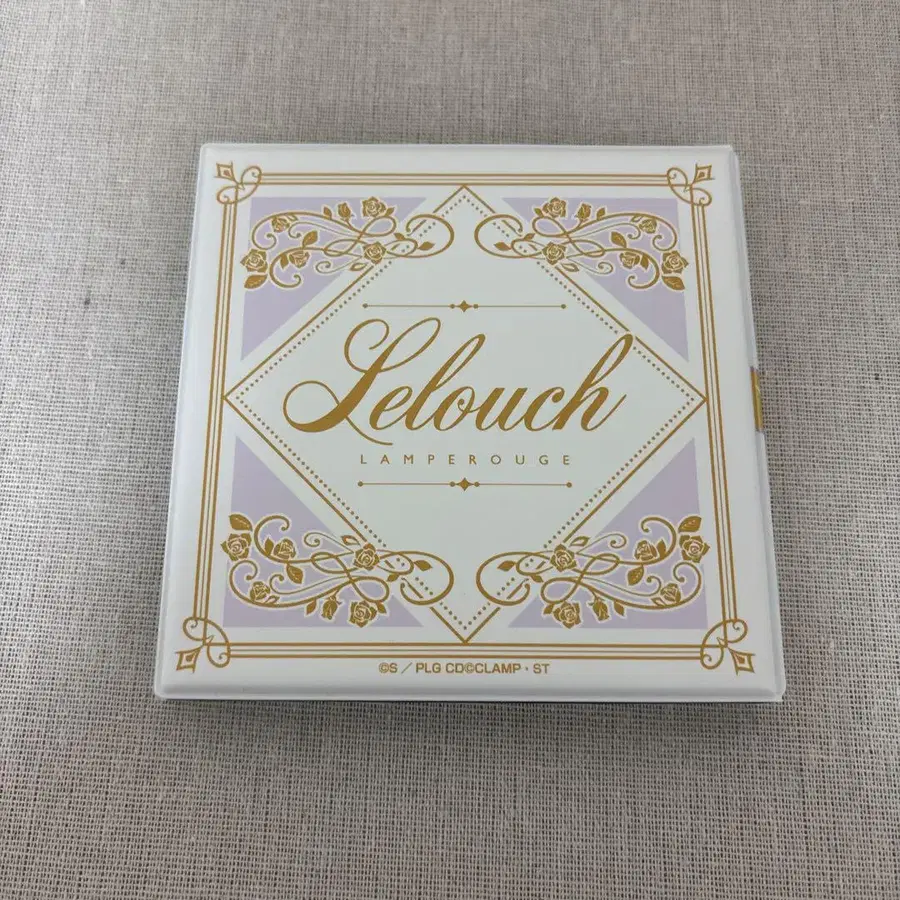 Lelouch
LAMPEROUGE
©S / PLG CD©CLAMP・ST